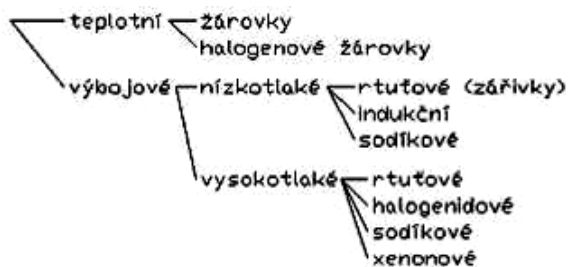 teplotní žárovky
halogenové žárovky
výbojové nízkotlaké rtuťové (zářivky)
indukční
sodíkové
vysokotlaké rtuťové
halogenidové
sodíkové
xenonové